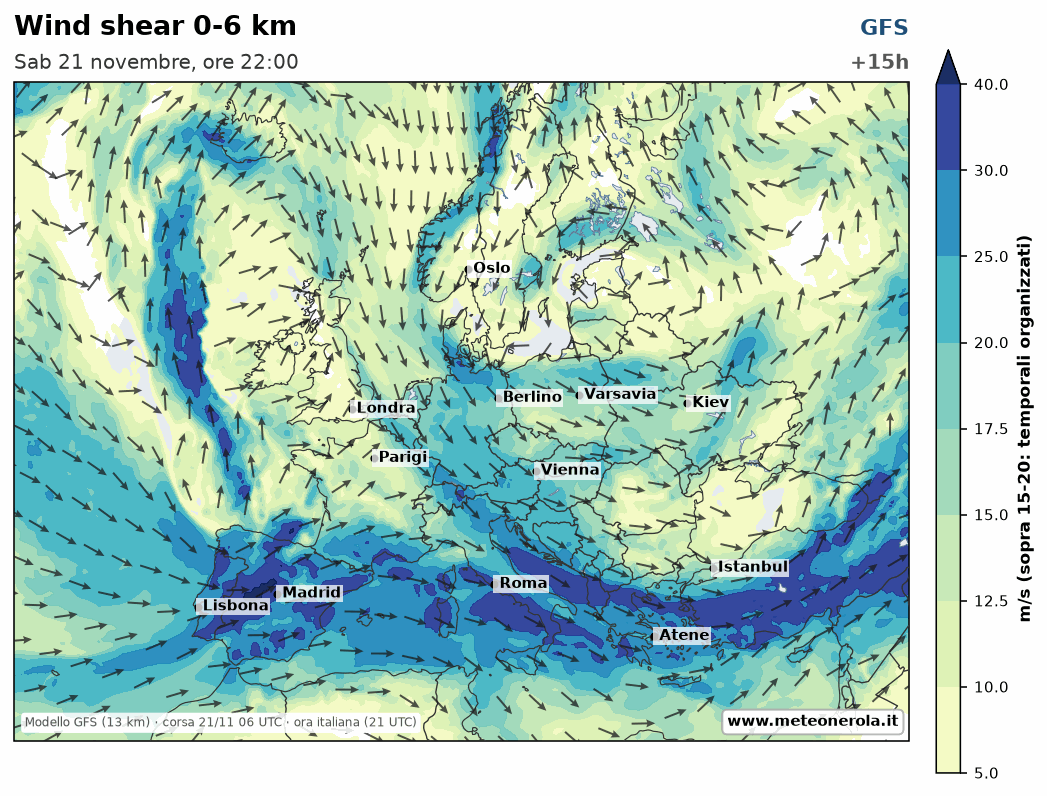 Wind shear 0-6 km
GFS
Sab 21 novembre, ore 22:00
+15h
40.0
30.0
25.0
20.0
17.5
15.0
12.5
10.0
5.0
m/s (sopra 15-20: temporali organizzati)
Oslo
Berlino
Varsavia
Kiev
Londra
Parigi
Vienna
Istanbul
Roma
Madrid
Lisbona
Atene
Modello GFS (13 km) · corsa 21/11 06 UTC · ora italiana (21 UTC)
www.meteonerola.it